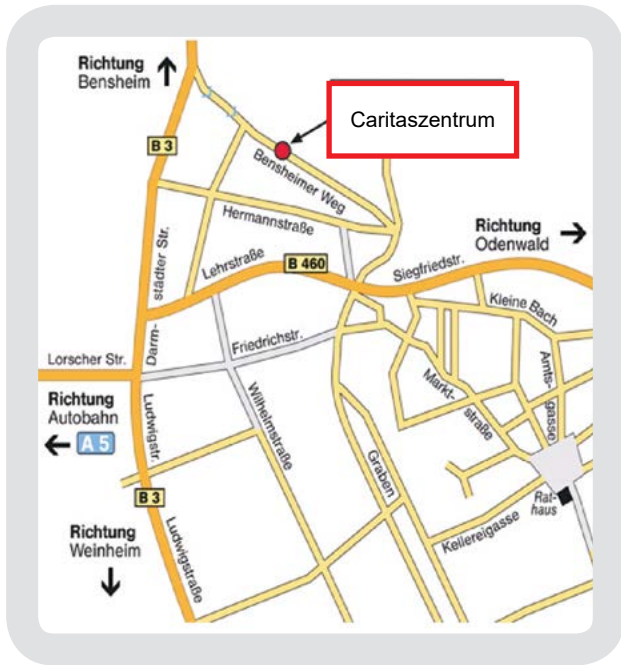 Richtung
Bensheim
Caritaszentrum
B 3
Bensheimer Weg
Hermannstraße
Richtung
Odenwald
städter Str.
Lehrstraße
B 460
Siegfriedstr.
Kleine Bach
Darm-
Friedrichstr.
Lorscher Str.
Amts-
gasse
Markt-
straße
Richtung
Autobahn
A 5
Ludwigstr.
Wilhelmstraße
Graben
B 3
Rat-
haus
Richtung
Weinheim
Ludwigstraße
Kellereigasse